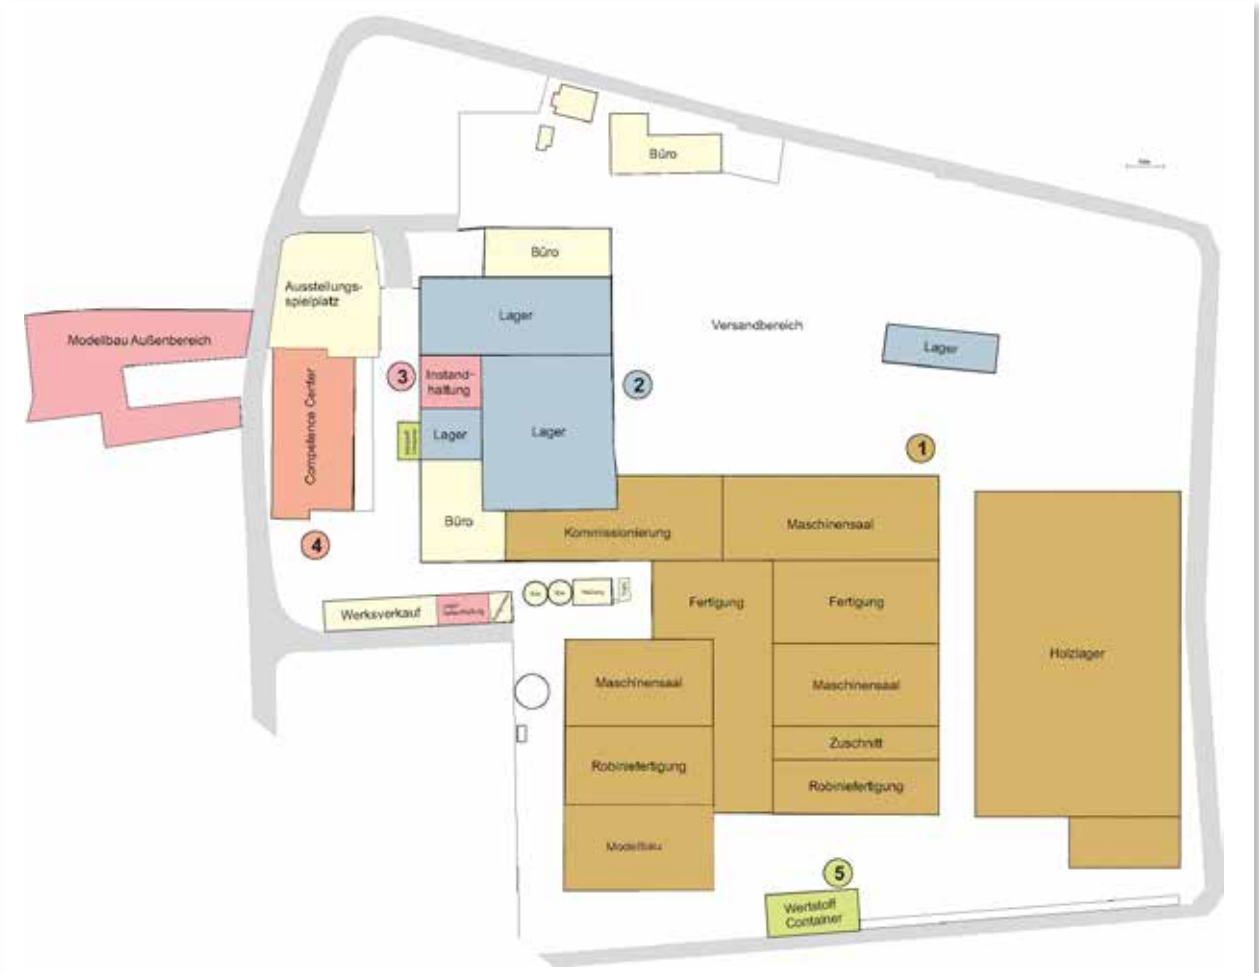 Büro
Büro
Ausstellungs-
spielplatz
Lager
Versandbereich
Modellbau Außenbereich
Lager
3
Instand-
haltung
2
Competence Center
Lager
Lager
1
Büro
Kommissionierung
Maschinensaal
4
Werksverkauf
Fertigung
Fertigung
Holzlager
Maschinensaal
Maschinensaal
Zuschnitt
Robiniefertigung
Robiniefertigung
Modellbau
5
Wertstoff
Container